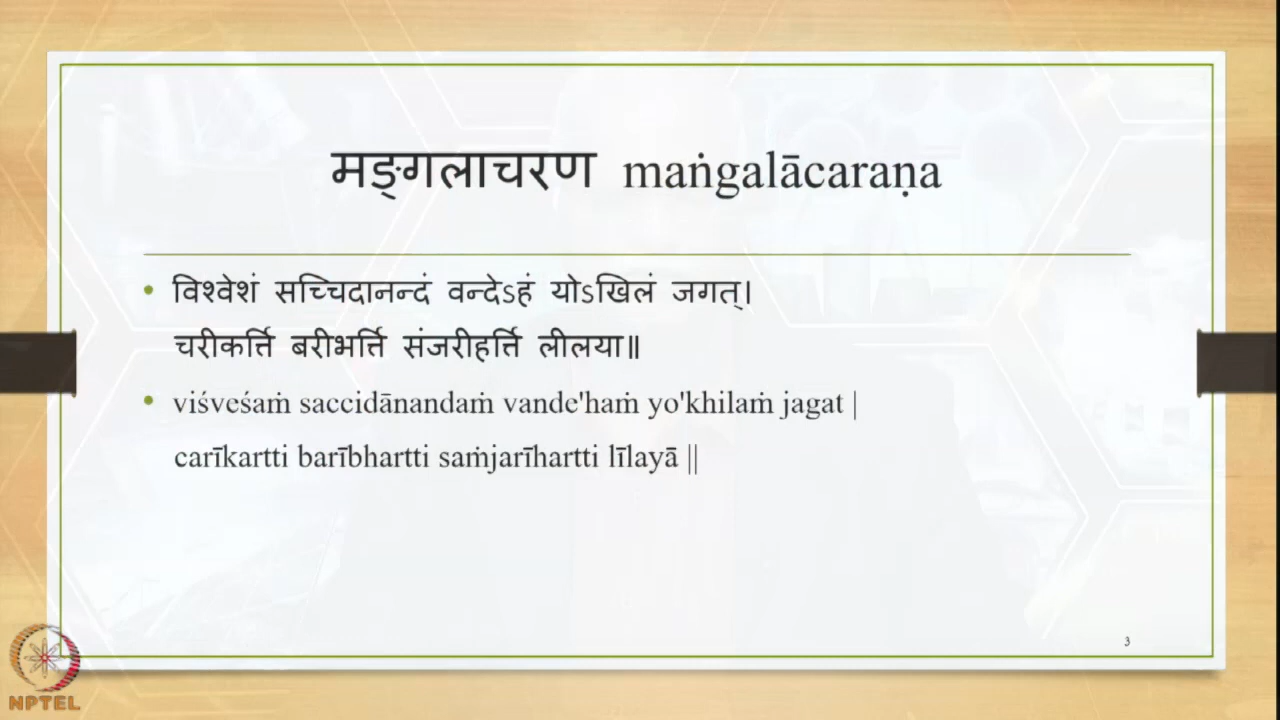 मङ्गलाचरण maṅgalācaraṇa
• विश्वेशं सच्चिदानन्दं वन्देऽहं योऽखिलं जगत्।
चरीकर्त्ति बरीभर्त्ति संजरीहर्त्ति लीलया॥
• viśveśaṁ saccidānandaṁ vande'haṁ yo'khilaṁ jagat |
carīkartti barībhartti saṁjarīhartti līlayā ||
3
NPTEL